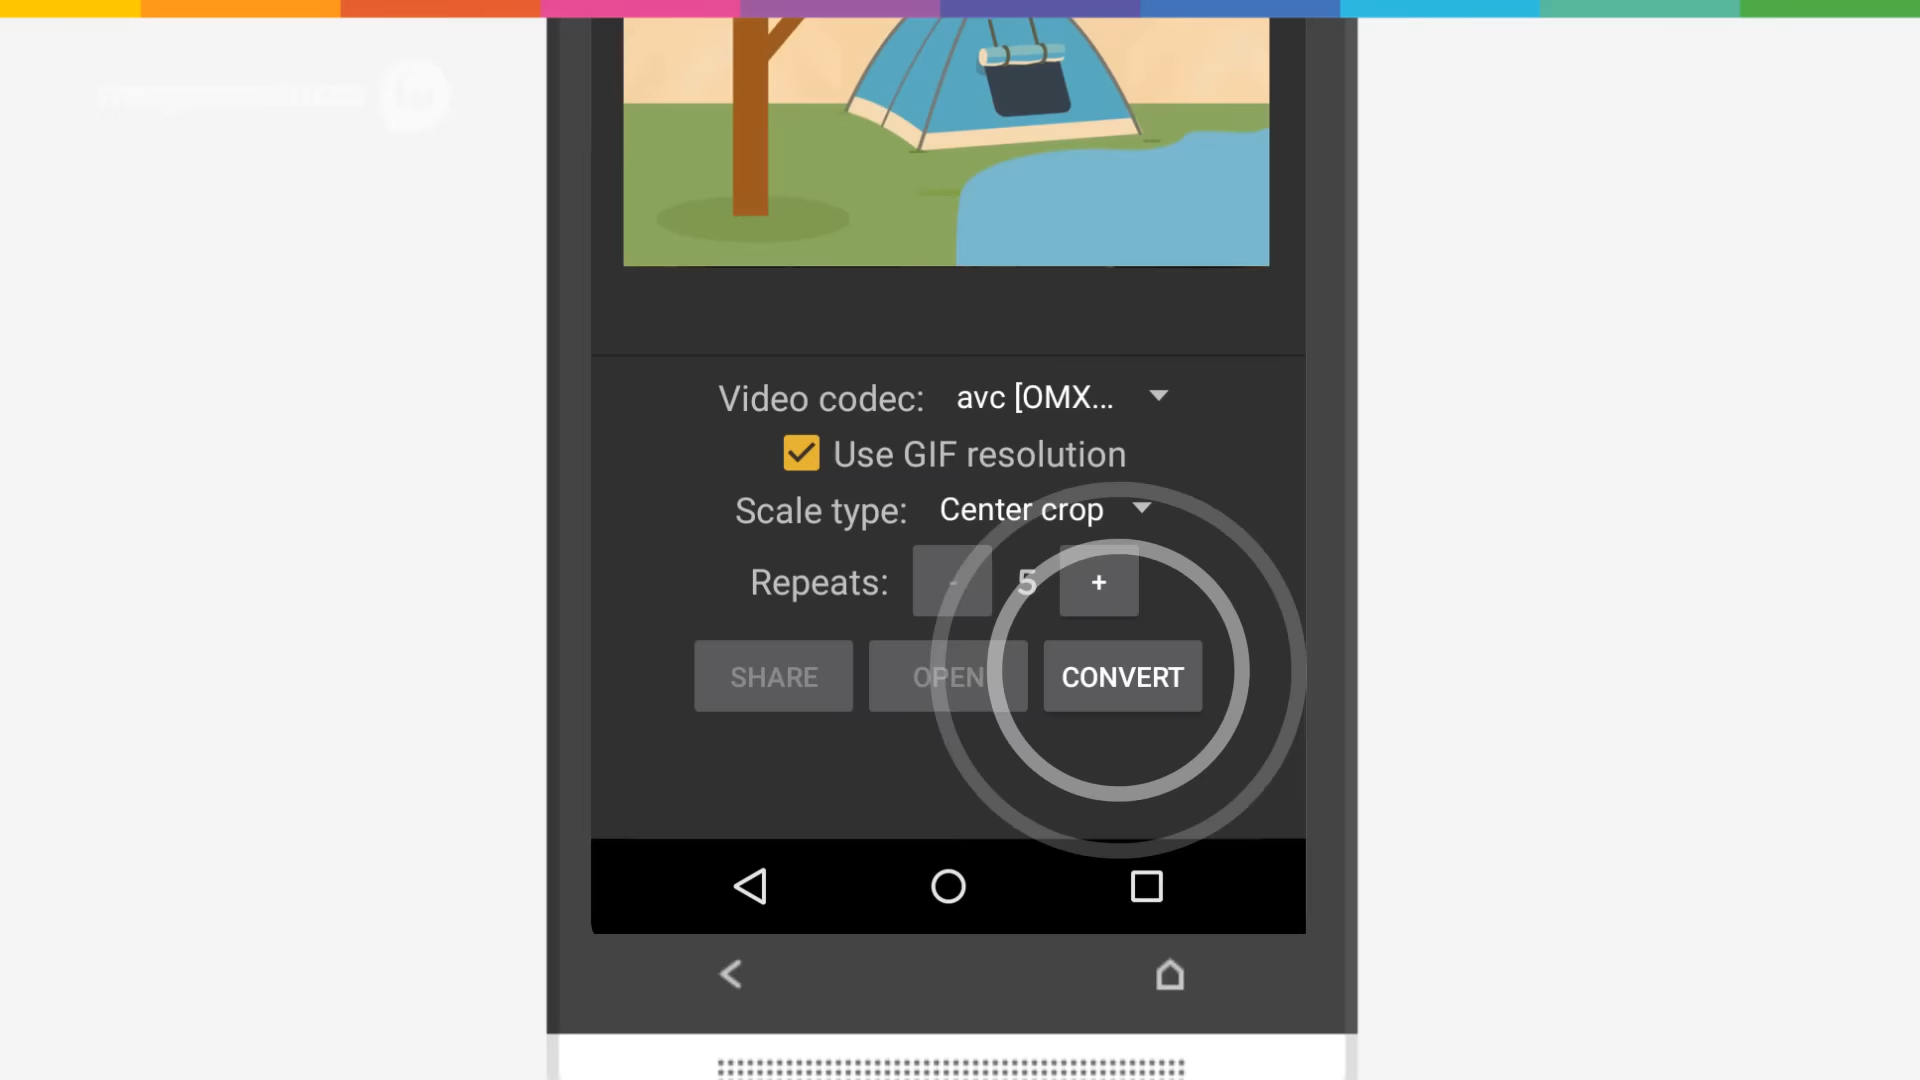 Video codec: avc [OMX...
Use GIF resolution
Scale type: Center crop
Repeats: - 5 +
SHARE OPEN CONVERT